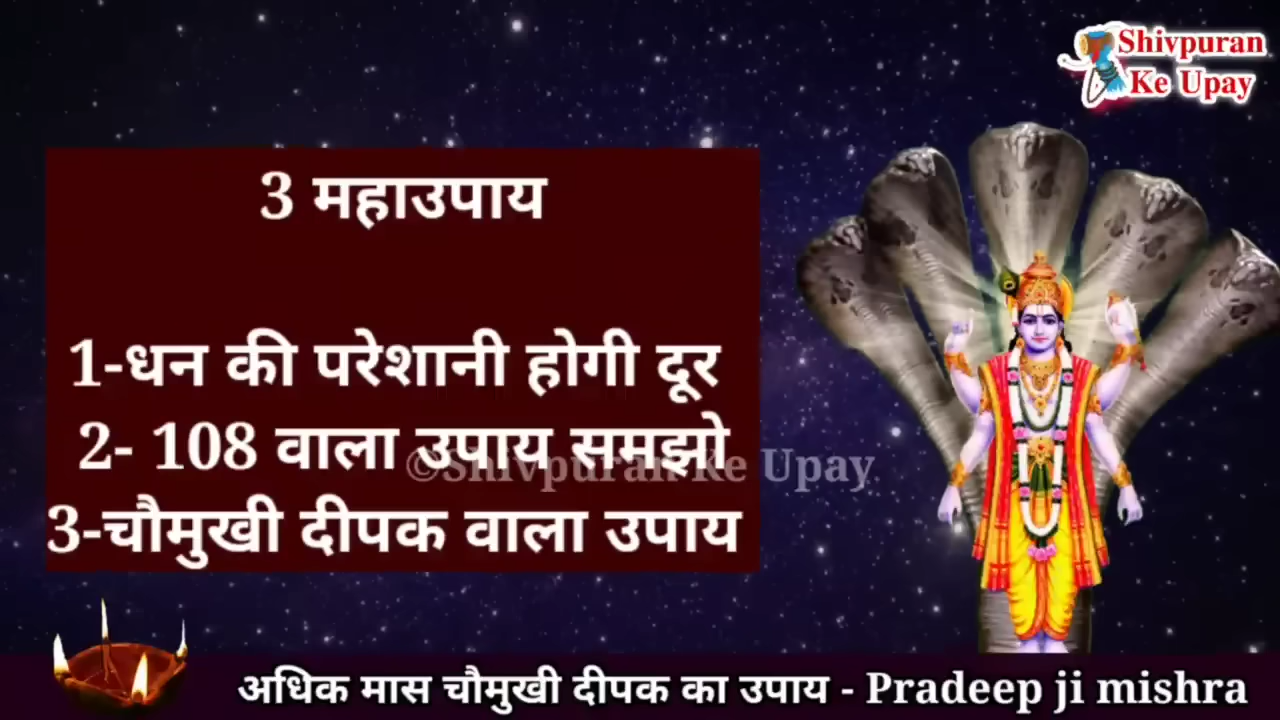 Shivpuran
Ke Upay
3 महाउपाय
1-धन की परेशानी होगी दूर
2- 108 वाला उपाय समझो
©Shivpuran Ke Upay
3-चौमुखी दीपक वाला उपाय
अधिक मास चौमुखी दीपक का उपाय - Pradeep ji mishra